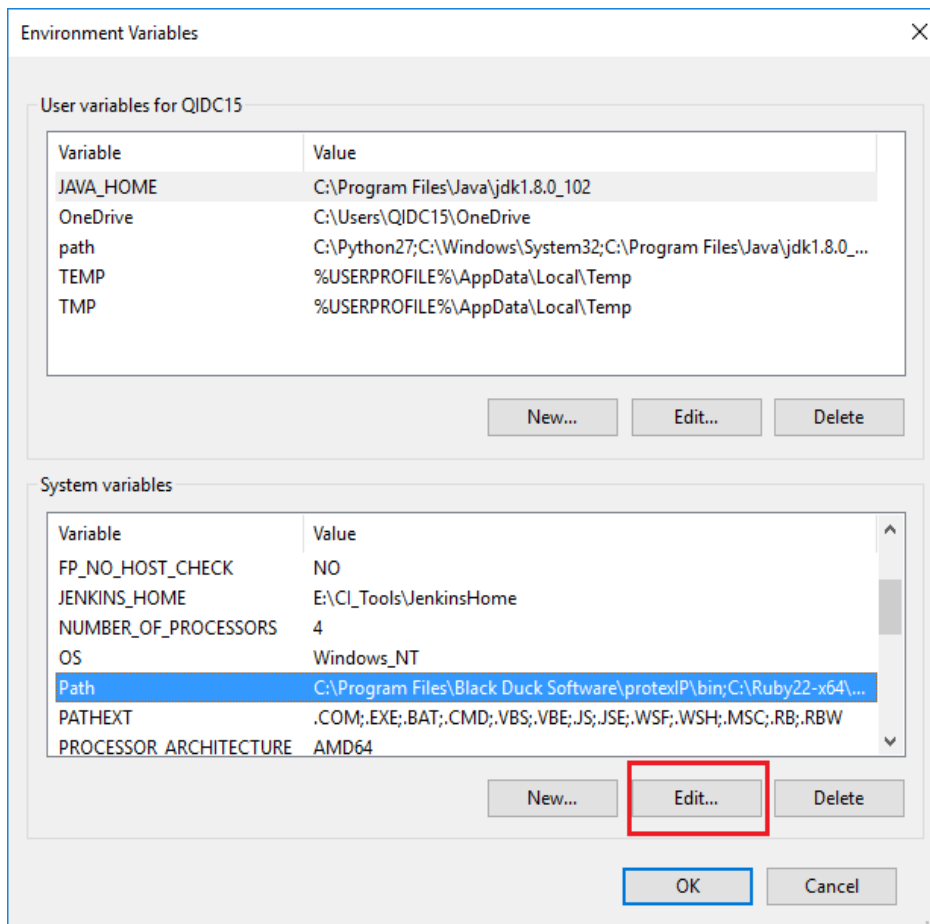 Environment Variables
User variables for QIDC15
Variable Value
JAVA_HOME C:\Program Files\Java\jdk1.8.0_102
OneDrive C:\Users\QIDC15\OneDrive
path C:\Python27;C:\Windows\System32;C:\Program Files\Java\jdk1.8.0_...
TEMP %USERPROFILE%\AppData\Local\Temp
TMP %USERPROFILE%\AppData\Local\Temp
New... Edit... Delete
System variables
Variable Value
FP_NO_HOST_CHECK NO
JENKINS_HOME E:\CI_Tools\JenkinsHome
NUMBER_OF_PROCESSORS 4
OS Windows_NT
Path C:\Program Files\Black Duck Software\protexIP\bin;C:\Ruby22-x64\...
PATHEXT .COM;.EXE;.BAT;.CMD;.VBS;.VBE;.JS;.JSE;.WSF;.WSH;.MSC;.RB;.RBW
PROCESSOR_ARCHITECTURE AMD64
New... Edit... Delete
OK Cancel